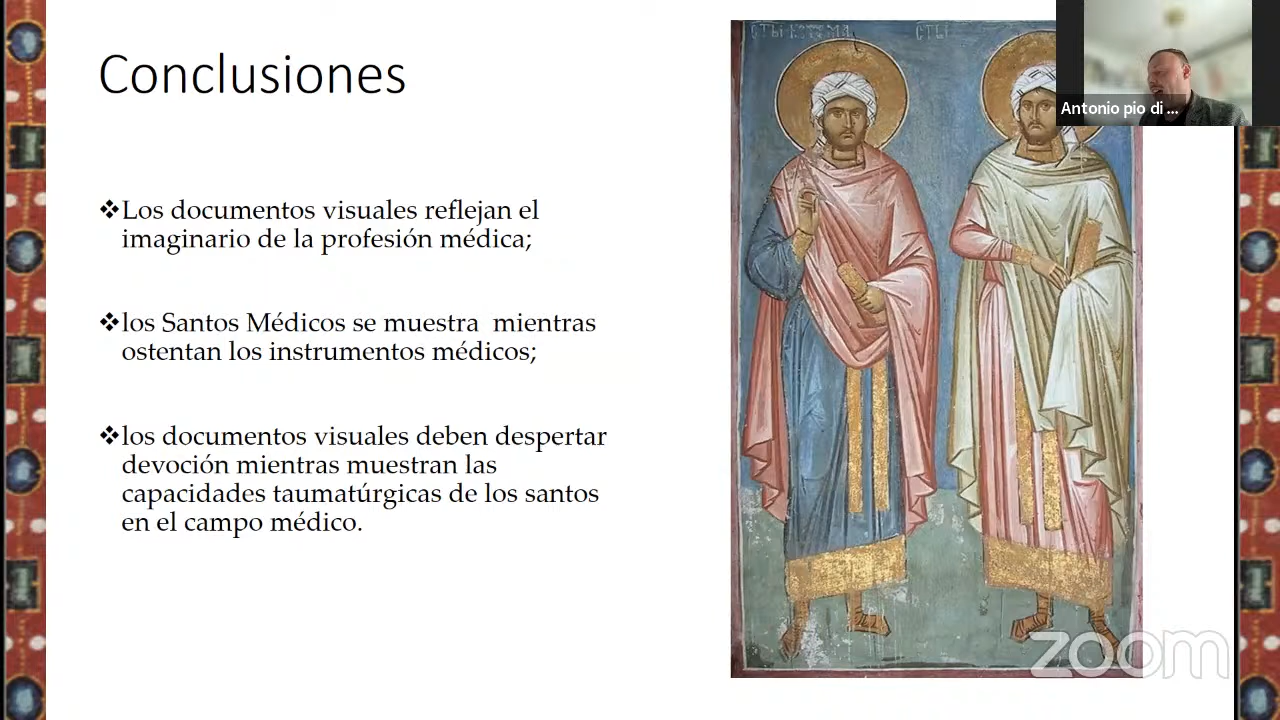 Conclusiones
❖Los documentos visuales reflejan el
imaginario de la profesión médica;
❖los Santos Médicos se muestra mientras
ostentan los instrumentos médicos;
❖los documentos visuales deben despertar
devoción mientras muestran las
capacidades taumatúrgicas de los santos
en el campo médico.
Antonio pio di ...
zoom